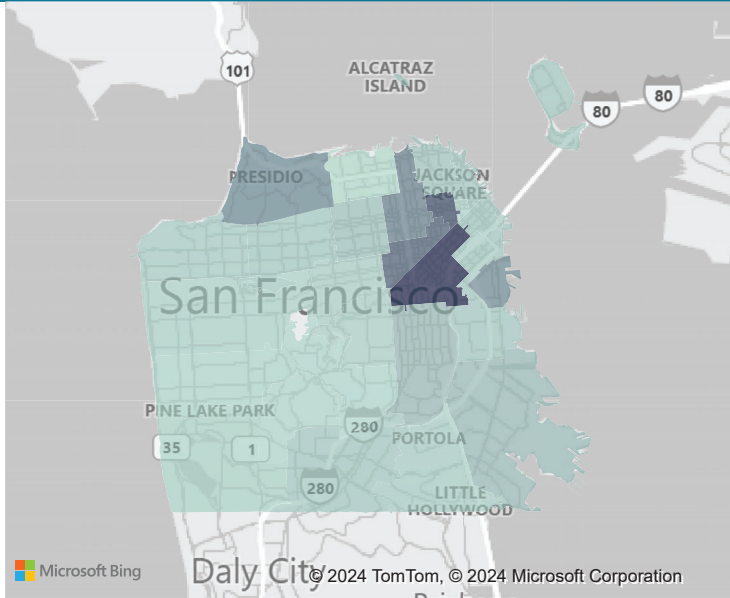 101
ALCATRAZ
ISLAND
80
80
PRESIDIO
JACKSON
SQUARE
San Francisco
PINE LAKE PARK
280
35
1
PORTOLA
280
LITTLE
HOLLYWOOD
Microsoft Bing
Daly City
© 2024 TomTom, © 2024 Microsoft Corporation